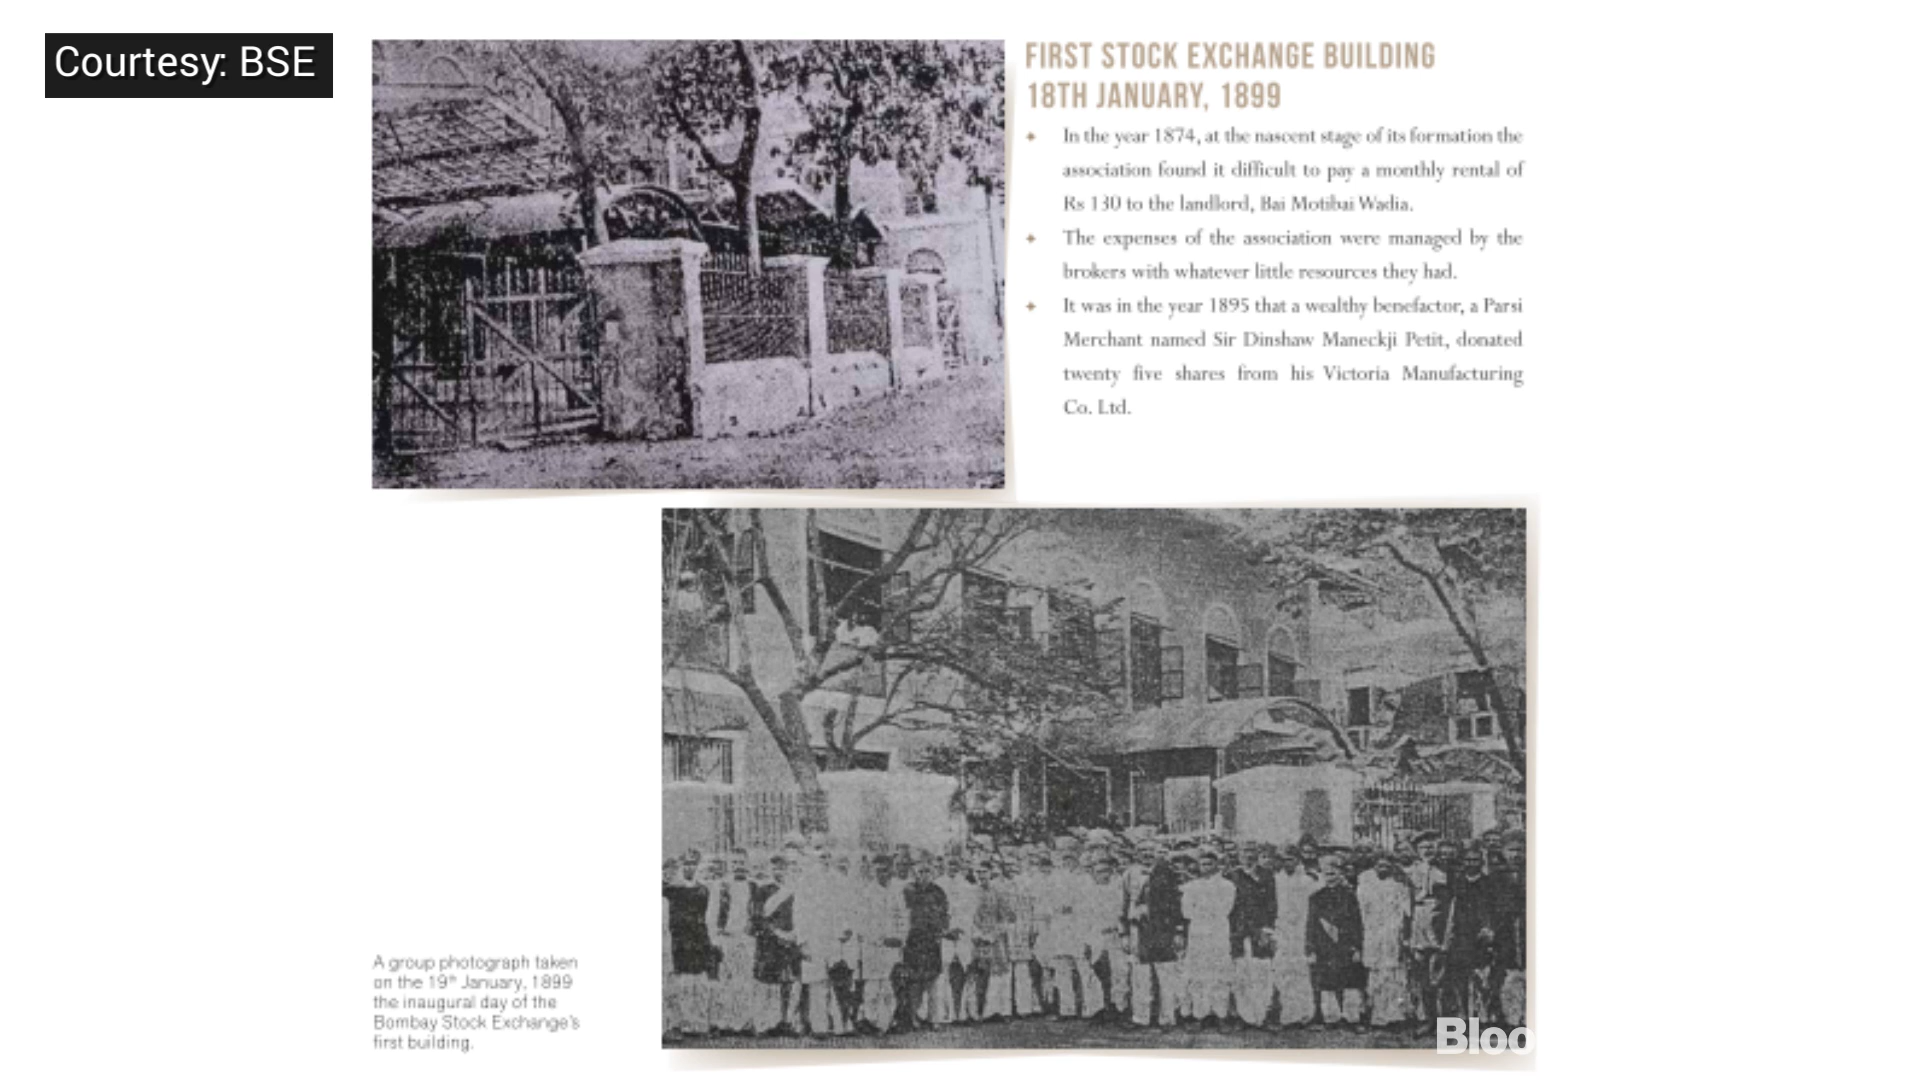 Courtesy: BSE
FIRST STOCK EXCHANGE BUILDING
18TH JANUARY, 1899
In the year 1874, at the nascent stage of its formation the
association found it difficult to pay a monthly rental of
Rs 130 to the landlord, Bai Motibai Wadia.
The expenses of the association were managed by the
brokers with whatever little resources they had.
It was in the year 1895 that a wealthy benefactor, a Parsi
Merchant named Sir Dinshaw Maneckji Petit, donated
twenty five shares from his Victoria Manufacturing
Co. Ltd.
A group photograph taken
on the 19th January, 1899
the inaugural day of the
Bombay Stock Exchange's
first building.
Bloo